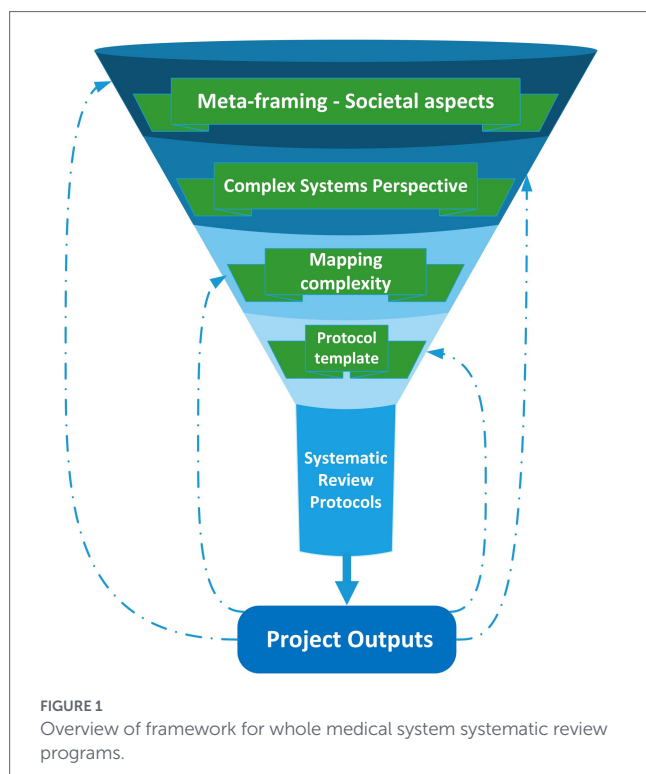 Meta-framing - Societal aspects
Complex Systems Perspective
Mapping
complexity
Protocol
template
Systematic
Review
Protocols
Project Outputs
FIGURE 1
Overview of framework for whole medical system systematic review
programs.